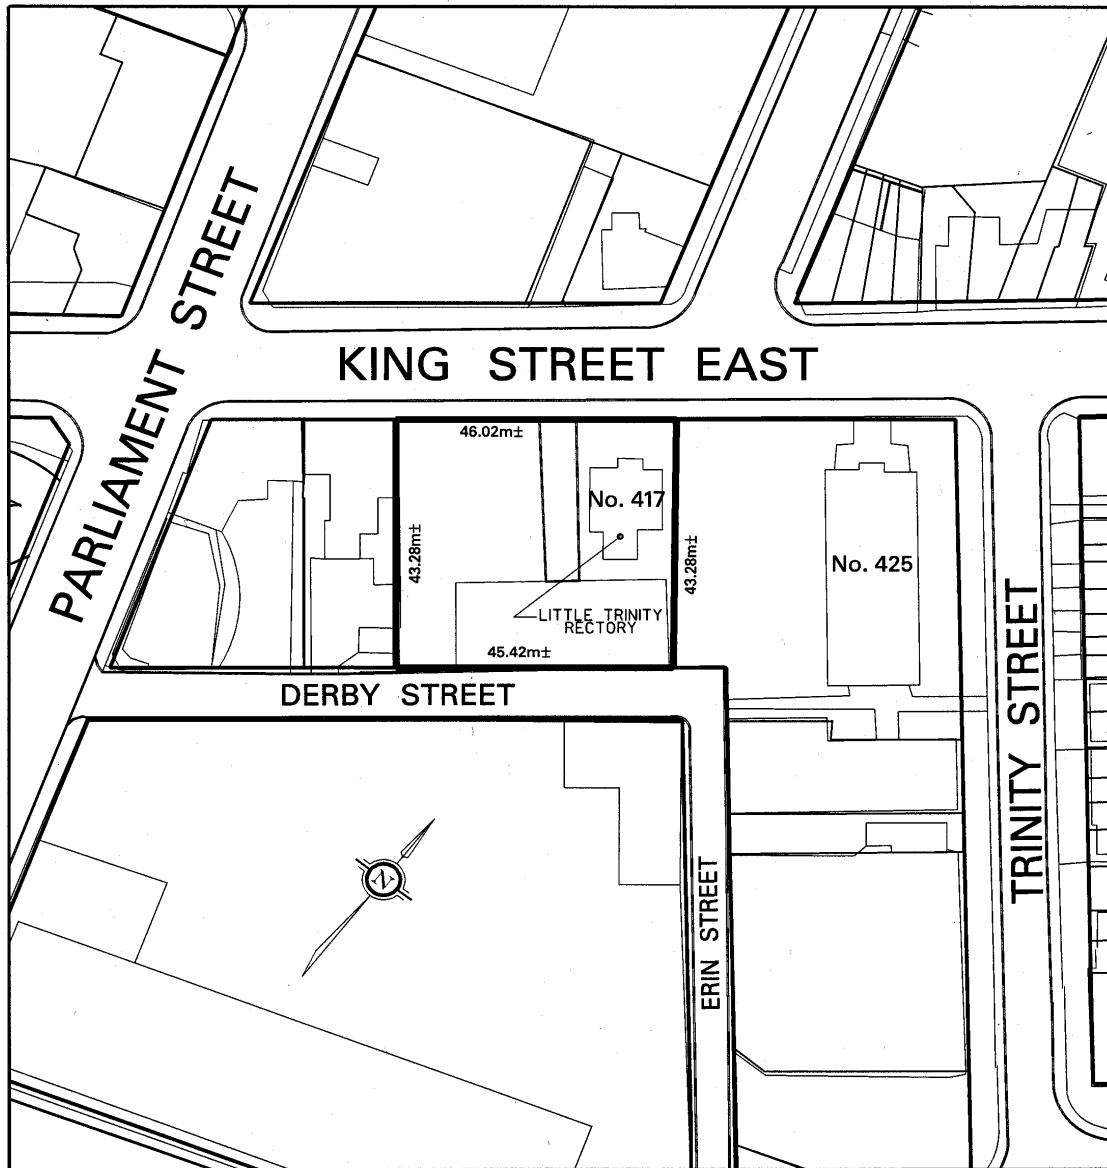 PARLIAMENT STREET
KING STREET EAST
46.02m±
No. 417
43.28m±
43.28m±
No. 425
LITTLE TRINITY
RECTORY
45.42m±
DERBY STREET
TRINITY STREET
N
ERIN STREET